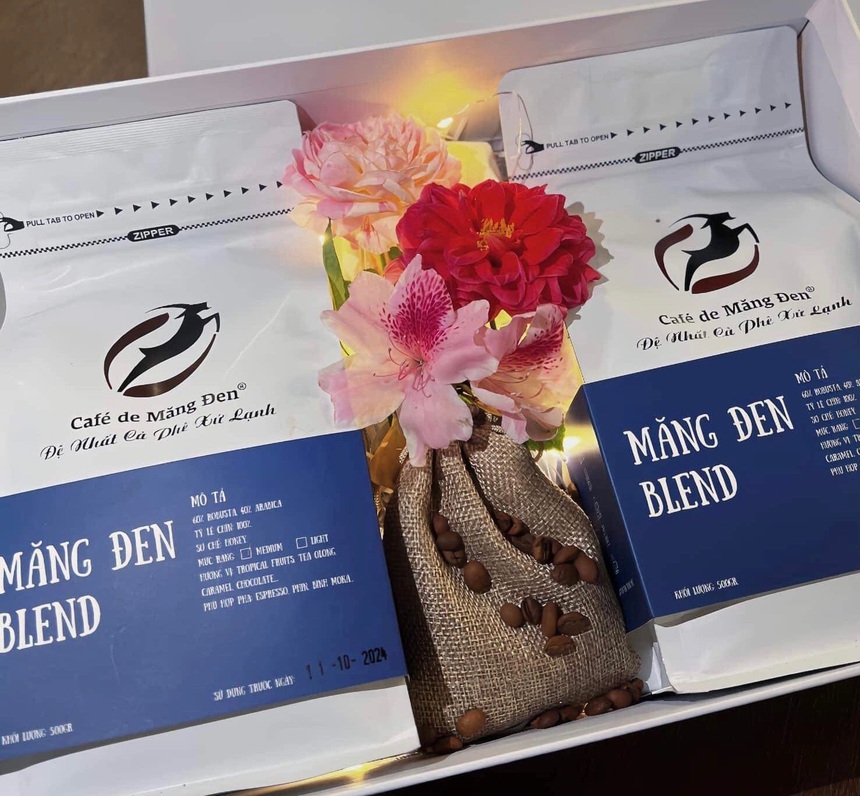 PULL TAB TO OPEN
ZIPPER
Café de Măng Đen®
Đệ Nhất Cà Phê Xứ Lạnh
MĂNG ĐEN
BLEND
MÔ TẢ
TỶ LỆ CHÍN: 100%
SƠ CHẾ: HONEY
MỨC RANG MEDIUM LIGHT
HƯƠNG VỊ: TROPICAL FRUITS, TEA OLONG,
CARAMEL, CHOCOLATE...
PHÙ HỢP PHA ESPRESSO, PHIN, BÌNH MOKA.
SỬ DỤNG TRƯỚC NGÀY: 11-10-2024
KHỐI LƯỢNG: 500GR
PULL TAB TO OPEN
ZIPPER
Café de Măng Đen®
Đệ Nhất Cà Phê Xứ Lạnh
MĂNG ĐEN
BLEND
MÔ TẢ
KHỐI LƯỢNG: 500GR